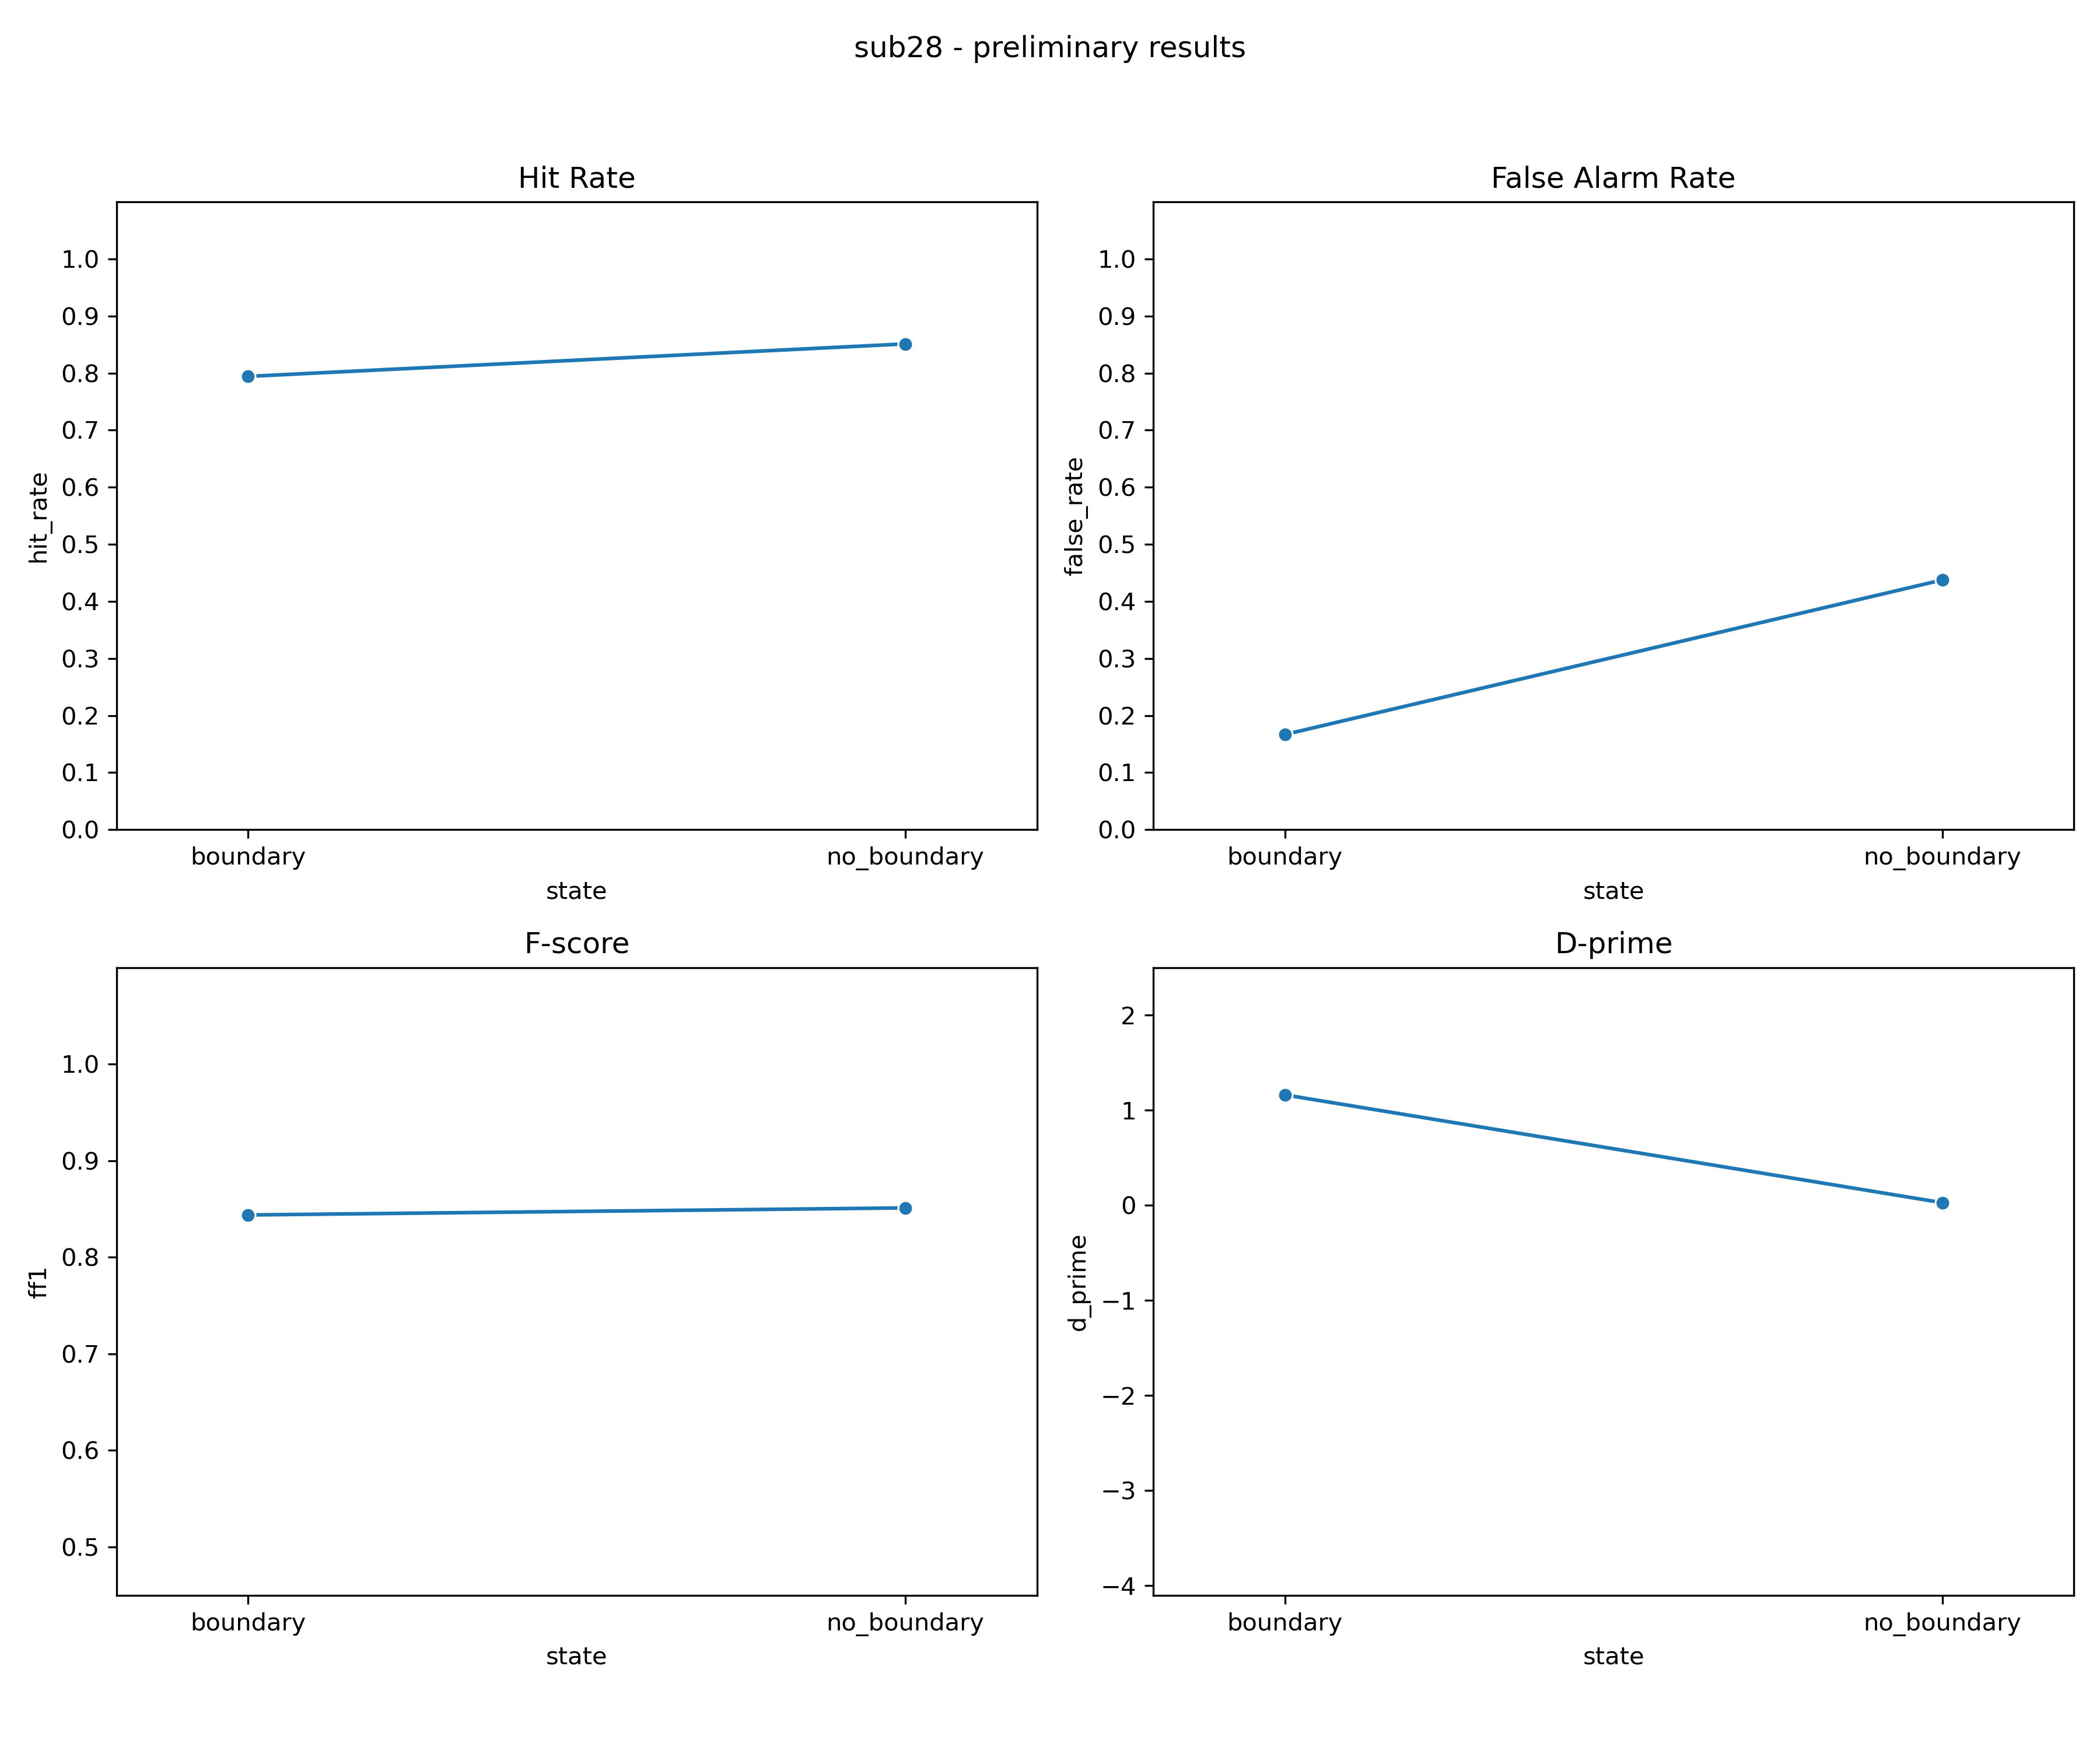 sub28 - preliminary results
Hit Rate
1.0
0.9
0.8
0.7
0.6
0.5
0.4
0.3
0.2
0.1
0.0
hit_rate
boundary no_boundary
state
False Alarm Rate
1.0
0.9
0.8
0.7
0.6
0.5
0.4
0.3
0.2
0.1
0.0
false_rate
boundary no_boundary
state
F-score
1.0
0.9
0.8
0.7
0.6
0.5
ff1
boundary no_boundary
state
D-prime
2
1
0
−1
−2
−3
−4
d_prime
boundary no_boundary
state